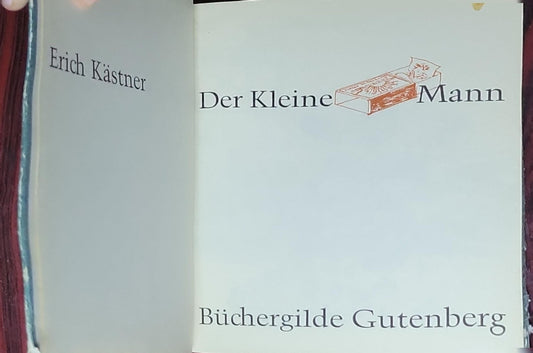 Erich Kästner
Der Kleine Mann
Büchergilde Gutenberg